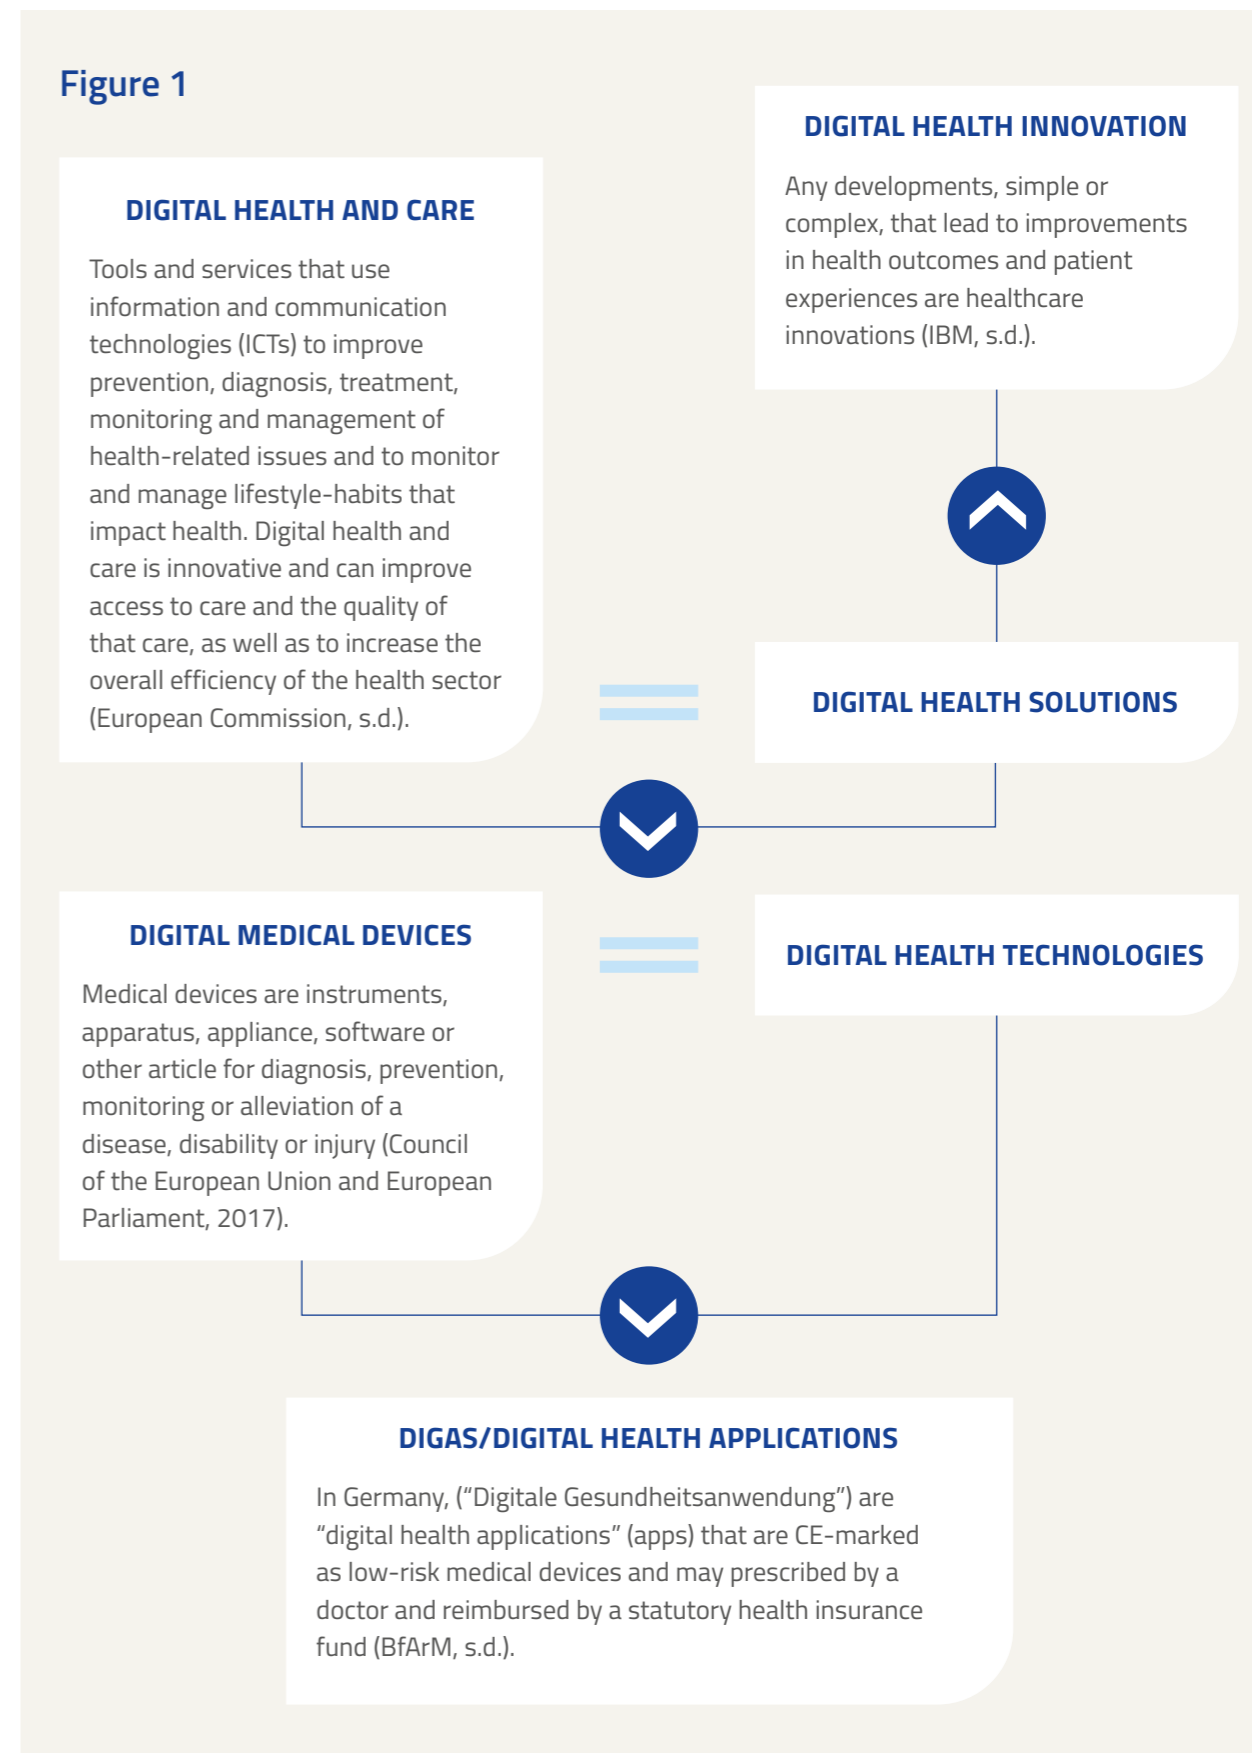 Figure 1
DIGITAL HEALTH AND CARE
Tools and services that use
information and communication
technologies (ICTs) to improve
prevention, diagnosis, treatment,
monitoring and management of
health-related issues and to monitor
and manage lifestyle-habits that
impact health. Digital health and
care is innovative and can improve
access to care and the quality of
that care, as well as to increase the
overall efficiency of the health sector
(European Commission, s.d.).
DIGITAL HEALTH INNOVATION
Any developments, simple or
complex, that lead to improvements
in health outcomes and patient
experiences are healthcare
innovations (IBM, s.d.).
DIGITAL HEALTH SOLUTIONS
DIGITAL MEDICAL DEVICES
Medical devices are instruments,
apparatus, appliance, software or
other article for diagnosis, prevention,
monitoring or alleviation of a
disease, disability or injury (Council
of the European Union and European
Parliament, 2017).
DIGITAL HEALTH TECHNOLOGIES
DIGAS/DIGITAL HEALTH APPLICATIONS
In Germany, (“Digitale Gesundheitsanwendung”) are
“digital health applications” (apps) that are CE-marked
as low-risk medical devices and may prescribed by a
doctor and reimbursed by a statutory health insurance
fund (BfArM, s.d.).